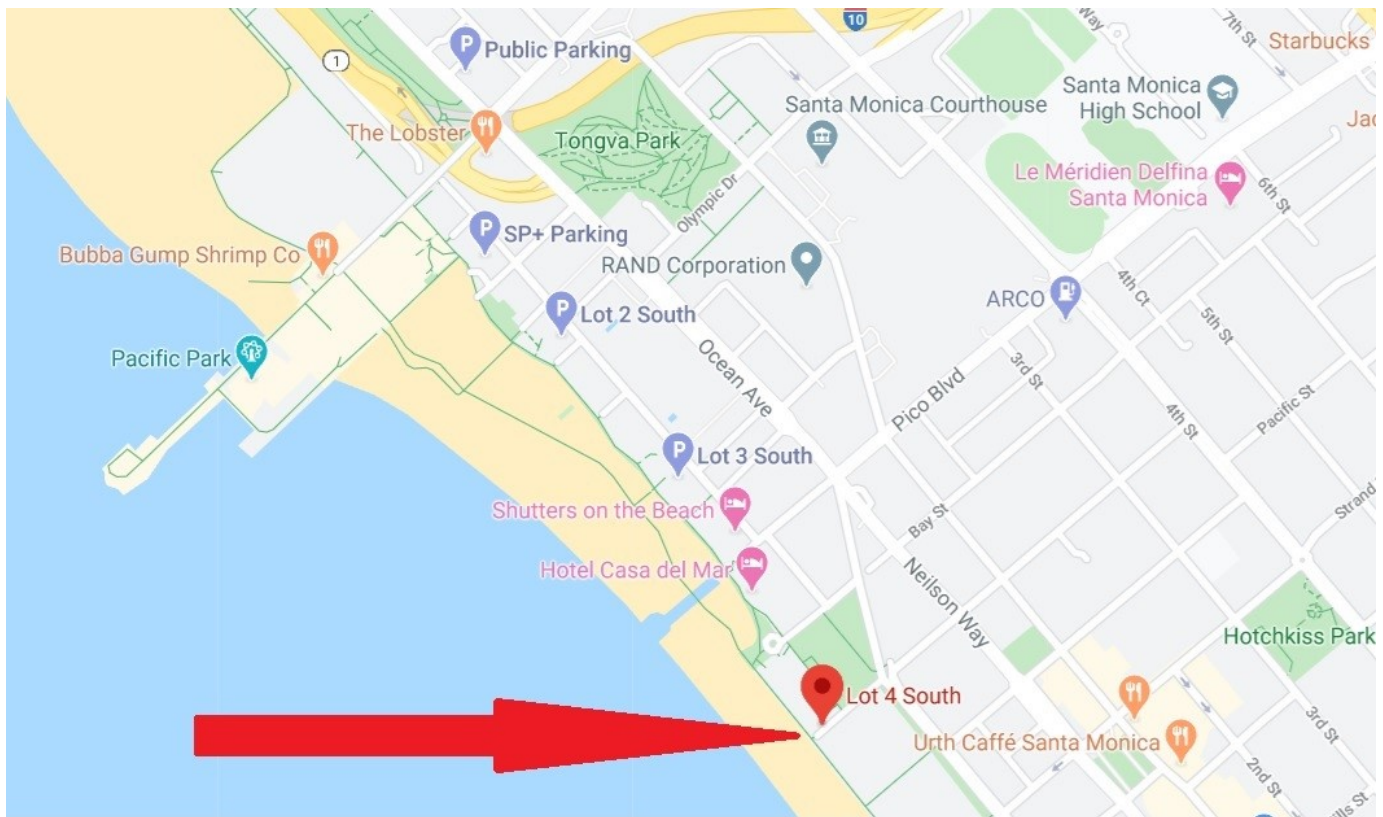 10
Way
7th St
Starbucks
P
Public Parking
1
Santa Monica
High School
Santa Monica Courthouse
The Lobster
Tongva Park
Jac
Le Méridien Delfina
Santa Monica
6th St
Olympic Dr
P
SP+ Parking
Bubba Gump Shrimp Co
RAND Corporation
4th Ct
ARCO
P
Lot 2 South
5th St
Pacific Park
Ocean Ave
3rd St
Pico Blvd
4th St
Pacific St
P
Lot 3 South
Strand
Shutters on the Beach
Bay St
Hotel Casa del Mar
Neilson Way
Hotchkiss Park
Lot 4 South
Urth Caffé Santa Monica
3rd St
2nd St
lls St